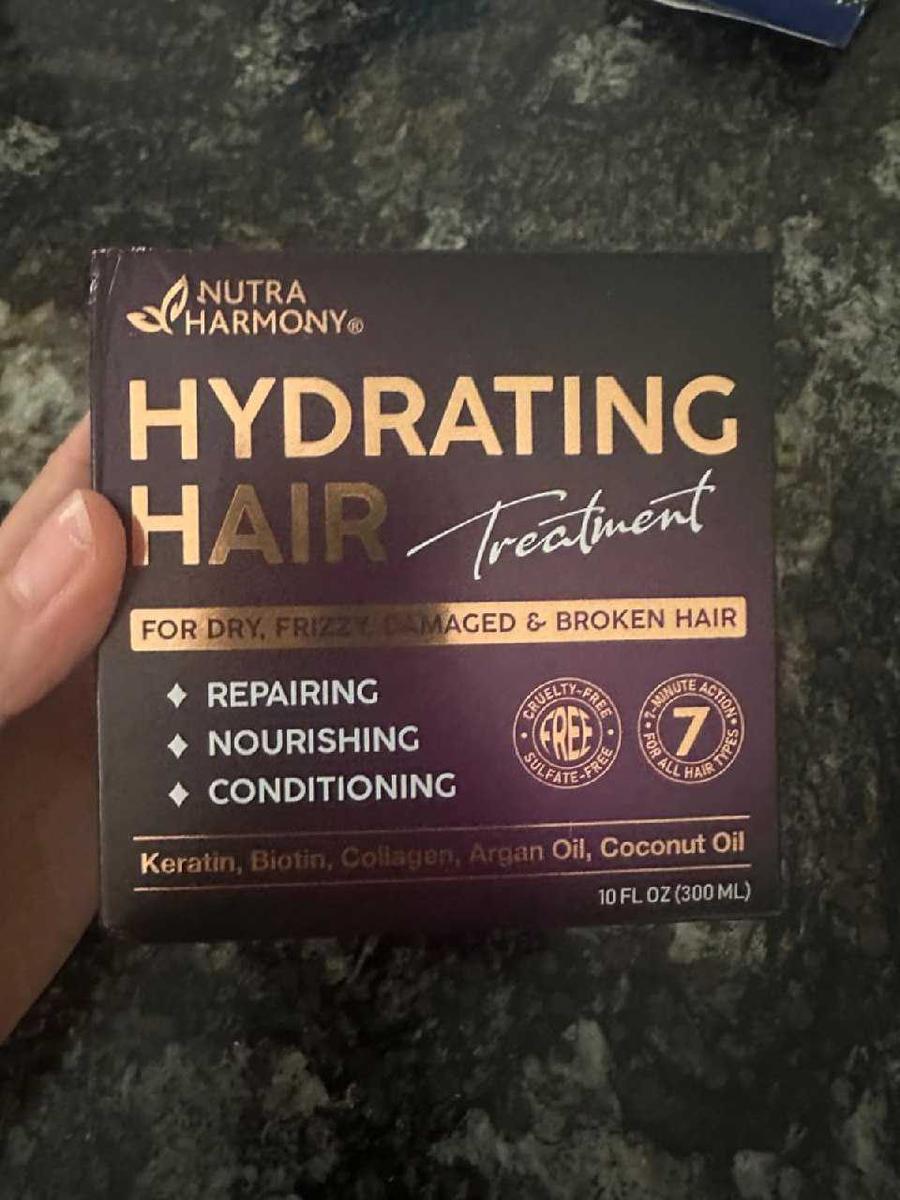 NUTRA
HARMONY®
HYDRATING
HAIR Treatment
FOR DRY, FRIZZY, DAMAGED & BROKEN HAIR
♦ REPAIRING
♦ NOURISHING
♦ CONDITIONING
CRUELTY-FREE
FREE
SULFATE-FREE
7-MINUTE ACTION
7
FOR ALL HAIR TYPES
Keratin, Biotin, Collagen, Argan Oil, Coconut Oil
10 FL OZ (300 ML)